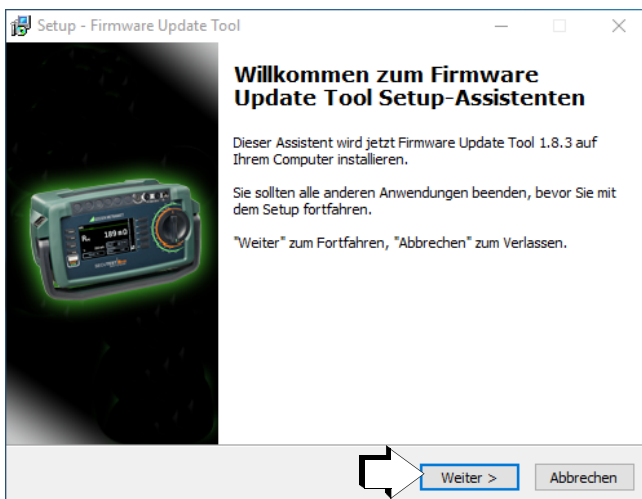 Setup - Firmware Update Tool
Willkommen zum Firmware
Update Tool Setup-Assistenten
Dieser Assistent wird jetzt Firmware Update Tool 1.8.3 auf
Ihrem Computer installieren.
Sie sollten alle anderen Anwendungen beenden, bevor Sie mit
dem Setup fortfahren.
"Weiter" zum Fortfahren, "Abbrechen" zum Verlassen.
189 mΩ
Weiter >
Abbrechen